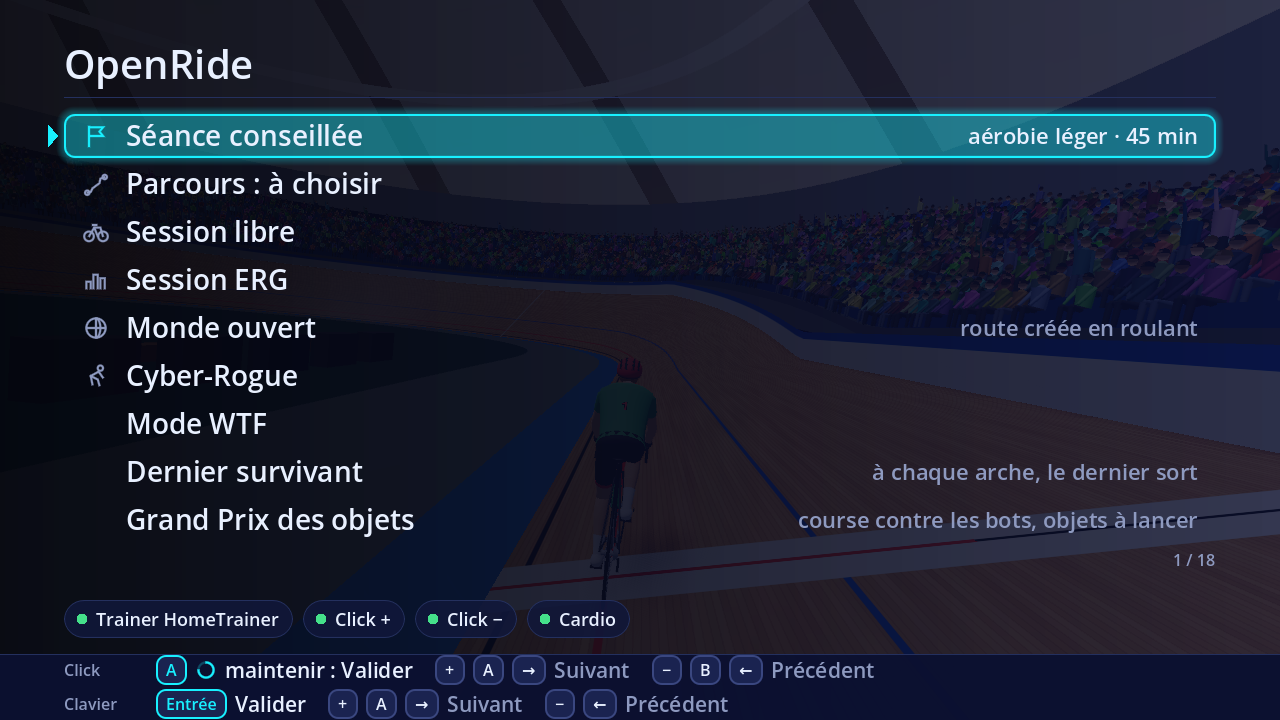 OpenRide
Séance conseillée aérobie léger · 45 min
Parcours : à choisir
Session libre
Session ERG
Monde ouvert route créée en roulant
Cyber-Rogue
Mode WTF
Dernier survivant à chaque arche, le dernier sort
Grand Prix des objets course contre les bots, objets à lancer
1 / 18
Trainer HomeTrainer Click + Click − Cardio
Click A maintenir : Valider + A → Suivant − B ← Précédent
Clavier Entrée Valider + A → Suivant − ← Précédent